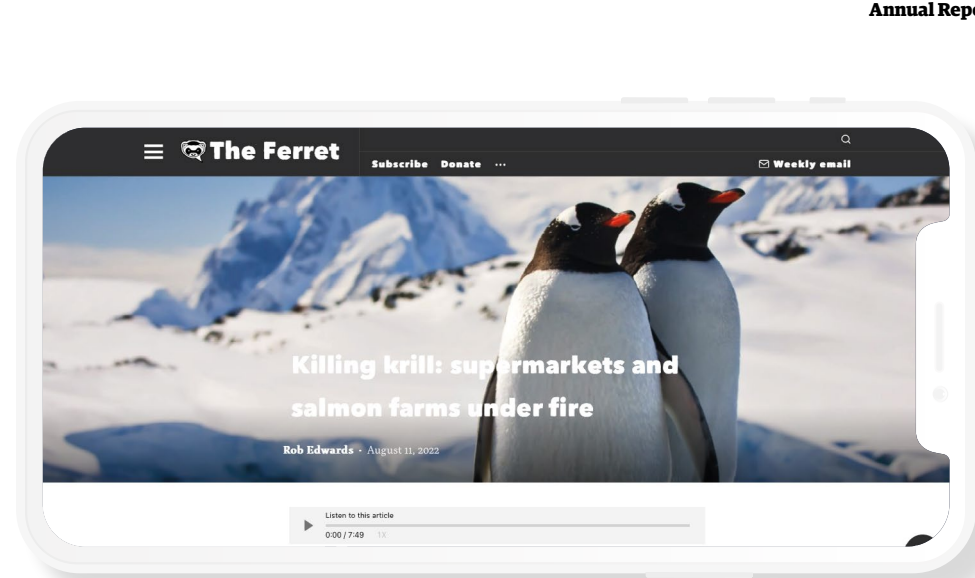 Annual Rep
The Ferret
Subscribe Donate ...
Weekly email
Killing krill: supermarkets and
salmon farms under fire
Rob Edwards - August 11, 2022
Listen to this article
0:00 / 7:49 1X